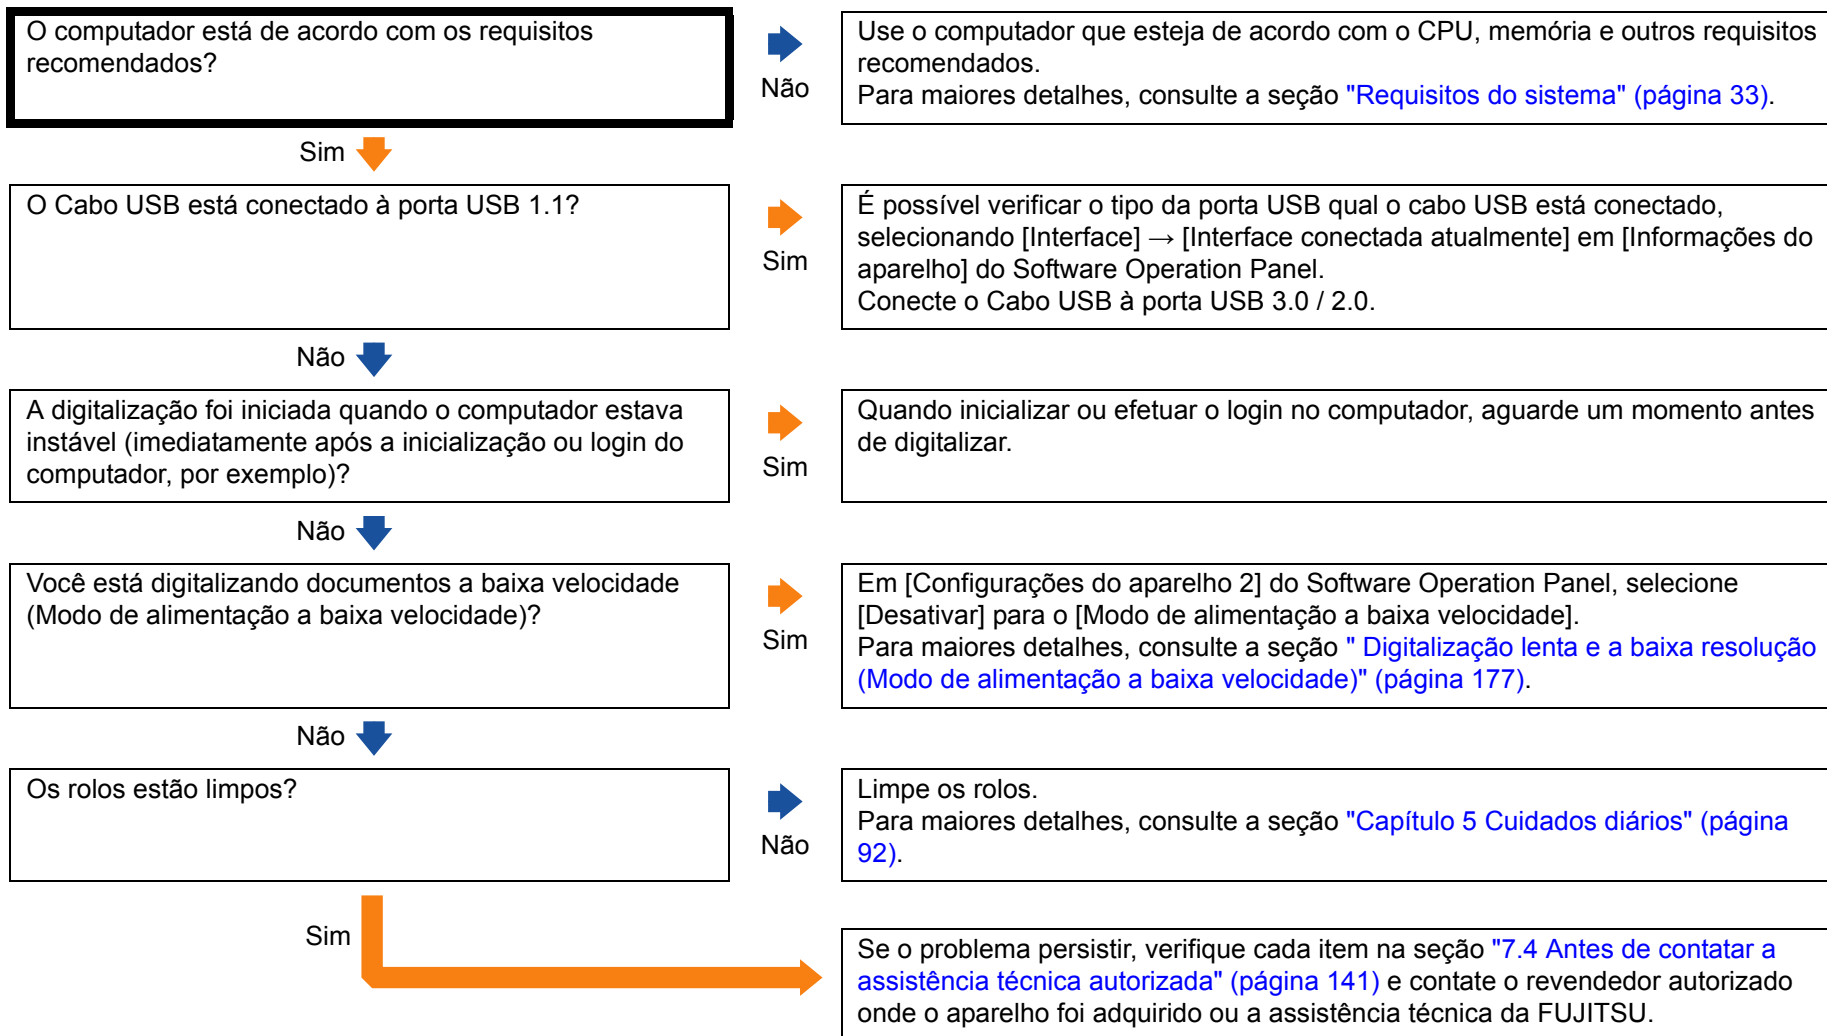 O computador está de acordo com os requisitos
recomendados?
Não
Use o computador que esteja de acordo com o CPU, memória e outros requisitos
recomendados.
Para maiores detalhes, consulte a seção "Requisitos do sistema" (página 33).
Sim
O Cabo USB está conectado à porta USB 1.1?
Sim
É possível verificar o tipo da porta USB qual o cabo USB está conectado,
selecionando [Interface] → [Interface conectada atualmente] em [Informações do
aparelho] do Software Operation Panel.
Conecte o Cabo USB à porta USB 3.0 / 2.0.
Não
A digitalização foi iniciada quando o computador estava
instável (imediatamente após a inicialização ou login do
computador, por exemplo)?
Sim
Quando inicializar ou efetuar o login no computador, aguarde um momento antes
de digitalizar.
Não
Você está digitalizando documentos a baixa velocidade
(Modo de alimentação a baixa velocidade)?
Sim
Em [Configurações do aparelho 2] do Software Operation Panel, selecione
[Desativar] para o [Modo de alimentação a baixa velocidade].
Para maiores detalhes, consulte a seção " Digitalização lenta e a baixa resolução
(Modo de alimentação a baixa velocidade)" (página 177).
Não
Os rolos estão limpos?
Não
Limpe os rolos.
Para maiores detalhes, consulte a seção "Capítulo 5 Cuidados diários" (página
92).
Sim
Se o problema persistir, verifique cada item na seção "7.4 Antes de contatar a
assistência técnica autorizada" (página 141) e contate o revendedor autorizado
onde o aparelho foi adquirido ou a assistência técnica da FUJITSU.